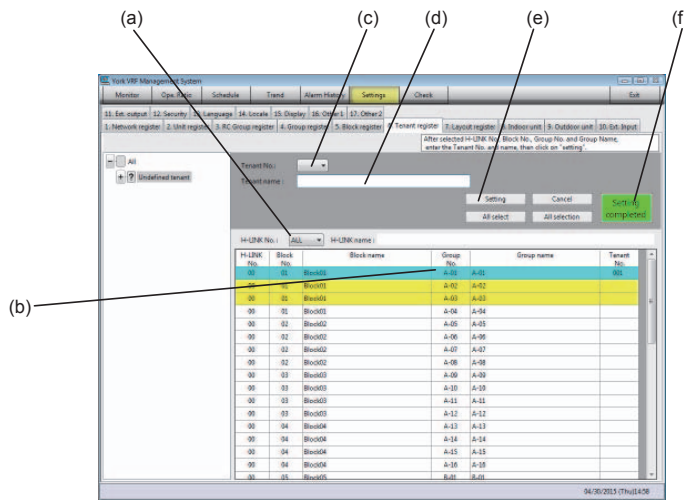 (a)
(c)
(d)
(e)
(f
York VRF Management System
Monitor Ope. Ratio Schedule Trend Alarm History Settings Check Exit
11. Ext. output 12. Security 13. Language 14. Locale 15. Display 16. Other1 17. Other2
1. Network register 2. Unit register 3. RC Group register 4. Group register 5. Block register 6. Tenant register 7. Layout register 8. Indoor unit 9. Outdoor unit 10. Ext. Input
After selected H-LINK No., Block No., Group No. and Group Name,
enter the Tenant No. and name, then click on "setting".
All
Undefined tenant
Tenant No.:
Tenant name :
Setting Cancel
All select All selection
Setting
completed
H-LINK No. : ALL H-LINK name :
H-LINK No. Block No. Block name Group No. Group name Tenant No.
00 01 Block01 A-01 A-01 001
00 01 Block01 A-02 A-02
00 01 Block01 A-03 A-03
00 01 Block01 A-04 A-04
00 02 Block02 A-05 A-05
00 02 Block02 A-06 A-06
00 02 Block02 A-07 A-07
00 02 Block02 A-08 A-08
00 03 Block03 A-09 A-09
00 03 Block03 A-10 A-10
00 03 Block03 A-11 A-11
00 03 Block03 A-12 A-12
00 04 Block04 A-13 A-13
00 04 Block04 A-14 A-14
00 04 Block04 A-15 A-15
00 04 Block04 A-16 A-16
00 05 Block05 B-01 B-01
(b)
04/30/2015 (Thu)14:58